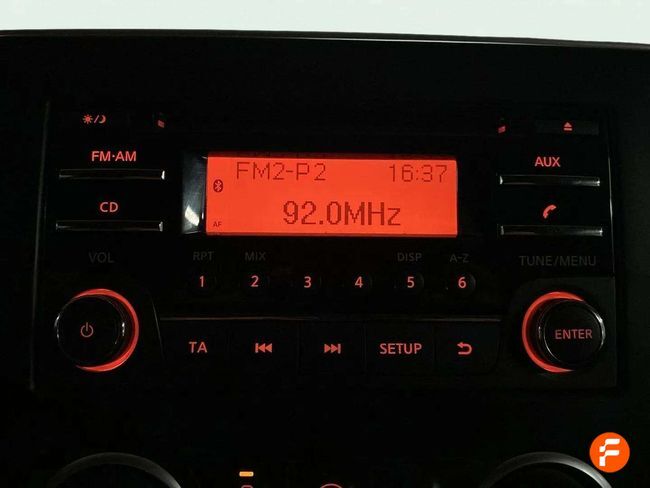 FM·AM
AUX
FM2-P2 16:37
92.0MHz
AF
CD
VOL
RPT MIX DISP A-Z
TUNE/MENU
1 2 3 4 5 6
TA SETUP
ENTER